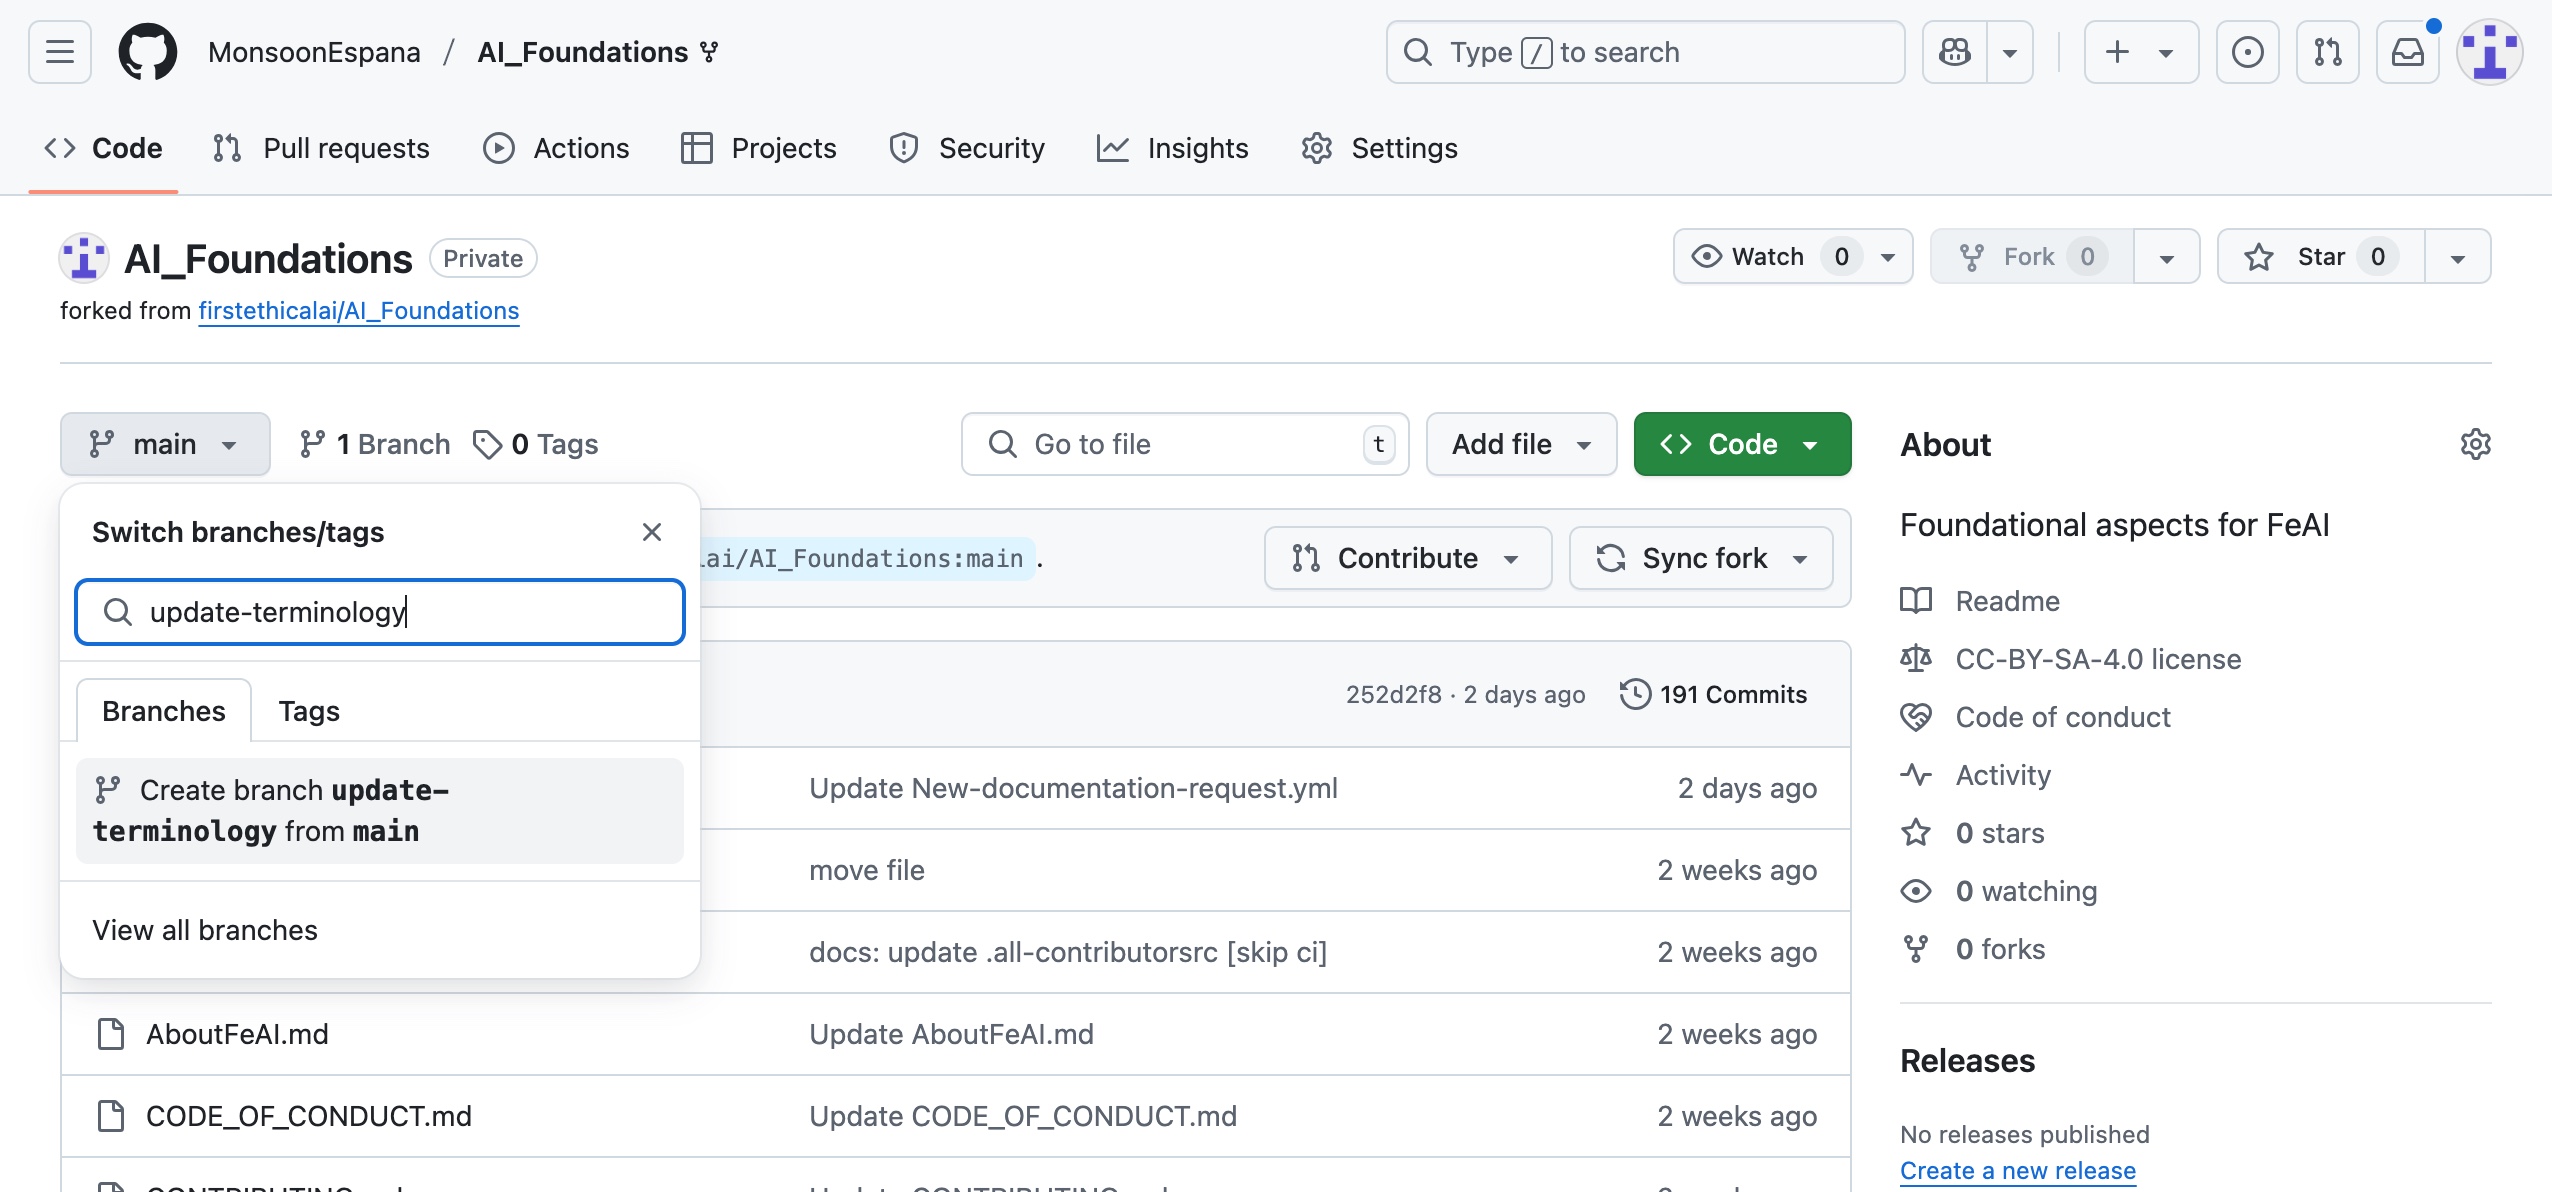 MonsoonEspana / AI_Foundations
Type / to search
Code
Pull requests
Actions
Projects
Security
Insights
Settings
AI_Foundations Private
forked from firstethicalai/AI_Foundations
Watch 0
Fork 0
Star 0
main
1 Branch
0 Tags
Go to file t
Add file
Code
Switch branches/tags
update-terminology
Branches
Tags
Create branch update-
terminology from main
View all branches
ai/AI_Foundations:main.
Contribute
Sync fork
252d2f8 · 2 days ago
191 Commits
Update New-documentation-request.yml 2 days ago
move file 2 weeks ago
docs: update .all-contributorsrc [skip ci] 2 weeks ago
AboutFeAI.md Update AboutFeAI.md 2 weeks ago
CODE_OF_CONDUCT.md Update CODE_OF_CONDUCT.md 2 weeks ago
About
Foundational aspects for FeAI
Readme
CC-BY-SA-4.0 license
Code of conduct
Activity
0 stars
0 watching
0 forks
Releases
No releases published
Create a new release